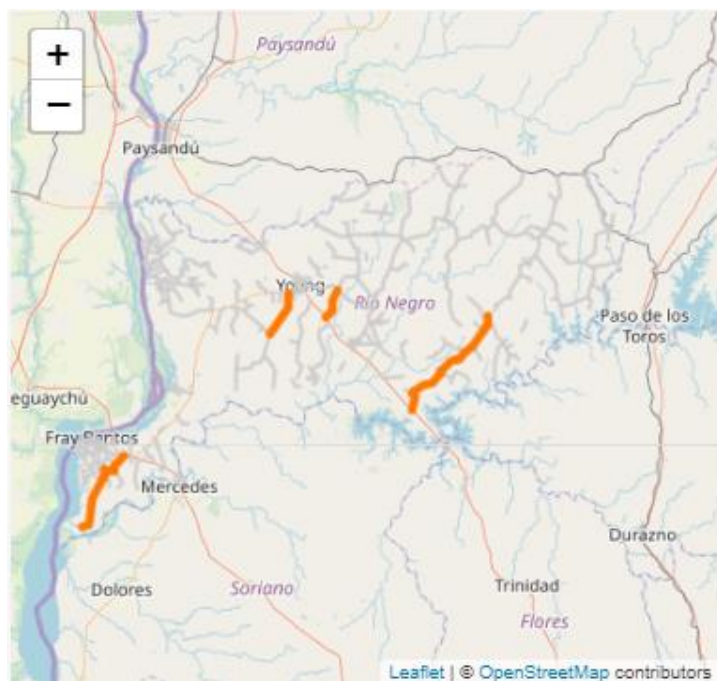 +
−
Paysandú
Paysandú
Young
Río Negro
Paso de los
Toros
eguaychú
Fray Bentos
Mercedes
Durazno
Dolores
Soriano
Trinidad
Flores
Leaflet | © OpenStreetMap contributors